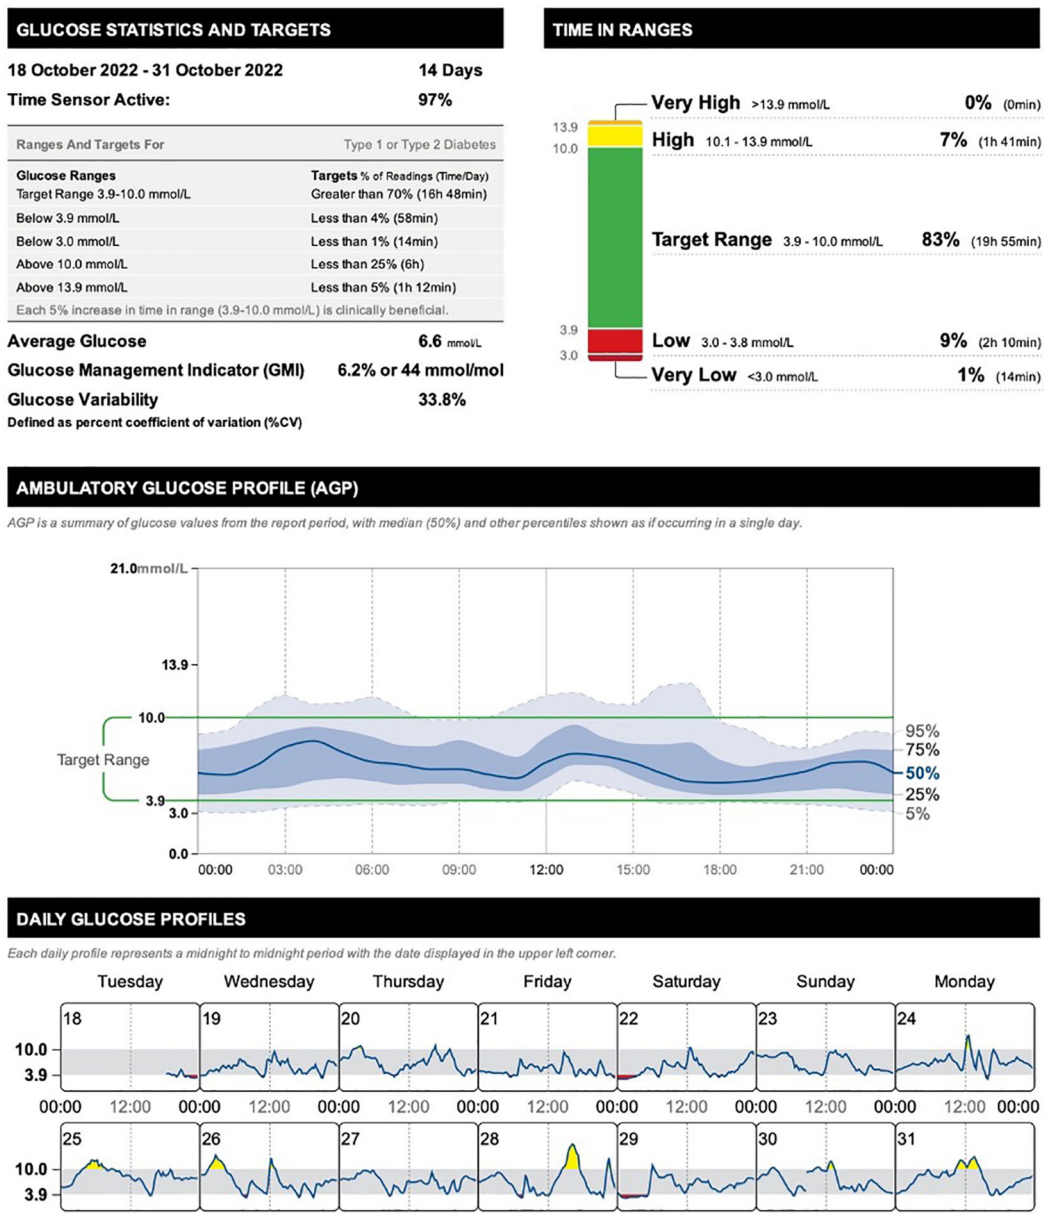 GLUCOSE STATISTICS AND TARGETS
18 October 2022 - 31 October 2022 14 Days
Time Sensor Active: 97%
Ranges And Targets For Type 1 or Type 2 Diabetes
Glucose Ranges Targets % of Readings (Time/Day)
Target Range 3.9-10.0 mmol/L Greater than 70% (16h 48min)
Below 3.9 mmol/L Less than 4% (58min)
Below 3.0 mmol/L Less than 1% (14min)
Above 10.0 mmol/L Less than 25% (6h)
Above 13.9 mmol/L Less than 5% (1h 12min)
Each 5% increase in time in range (3.9-10.0 mmol/L) is clinically beneficial.
Average Glucose 6.6 mmol/L
Glucose Management Indicator (GMI) 6.2% or 44 mmol/mol
Glucose Variability 33.8%
Defined as percent coefficient of variation (%CV)
TIME IN RANGES
Very High >13.9 mmol/L 0% (0min)
13.9
High 10.1 - 13.9 mmol/L 7% (1h 41min)
10.0
Target Range 3.9 - 10.0 mmol/L 83% (19h 55min)
3.9
Low 3.0 - 3.8 mmol/L 9% (2h 10min)
3.0
Very Low <3.0 mmol/L 1% (14min)
AMBULATORY GLUCOSE PROFILE (AGP)
AGP is a summary of glucose values from the report period, with median (50%) and other percentiles shown as if occurring in a single day.
21.0mmol/L
13.9
10.0
95%
75%
Target Range
50%
25%
3.9
5%
3.0
0.0
00:00 03:00 06:00 09:00 12:00 15:00 18:00 21:00 00:00
DAILY GLUCOSE PROFILES
Each daily profile represents a midnight to midnight period with the date displayed in the upper left corner.
Tuesday Wednesday Thursday Friday Saturday Sunday Monday
18 19 20 21 22 23 24
10.0
3.9
00:00 12:00 00:00 12:00 00:00 12:00 00:00 12:00 00:00 12:00 00:00 12:00 00:00 12:00 00:00
25 26 27 28 29 30 31
10.0
3.9